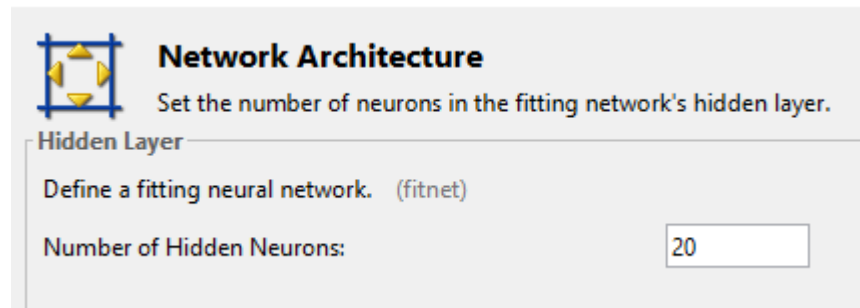 Network Architecture
Set the number of neurons in the fitting network's hidden layer.
Hidden Layer
Define a fitting neural network. (fitnet)
Number of Hidden Neurons: 20